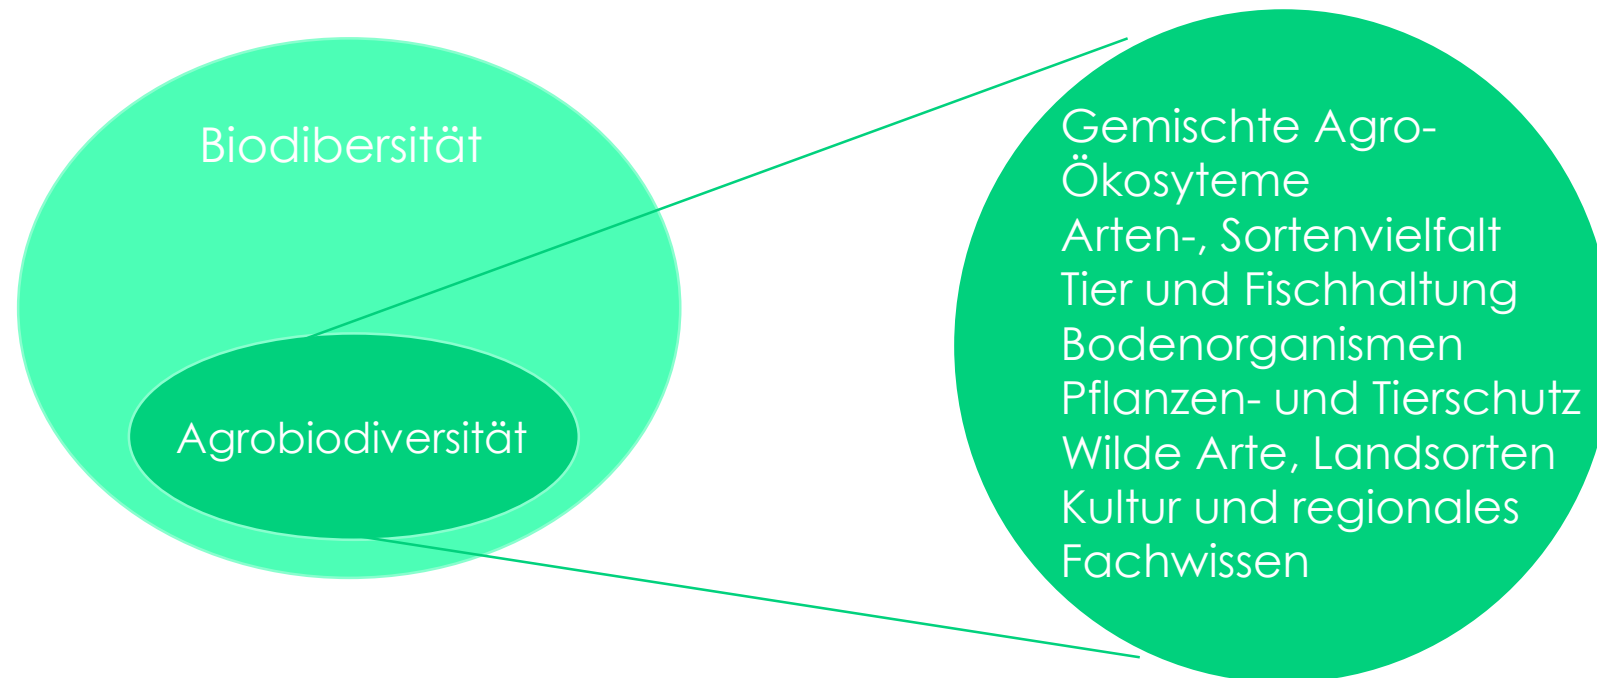 Biodibersität
Agrobiodiversität
Gemischte Agro-
Ökosyteme
Arten-, Sortenvielfalt
Tier und Fischhaltung
Bodenorganismen
Pflanzen- und Tierschutz
Wilde Arte, Landsorten
Kultur und regionales
Fachwissen